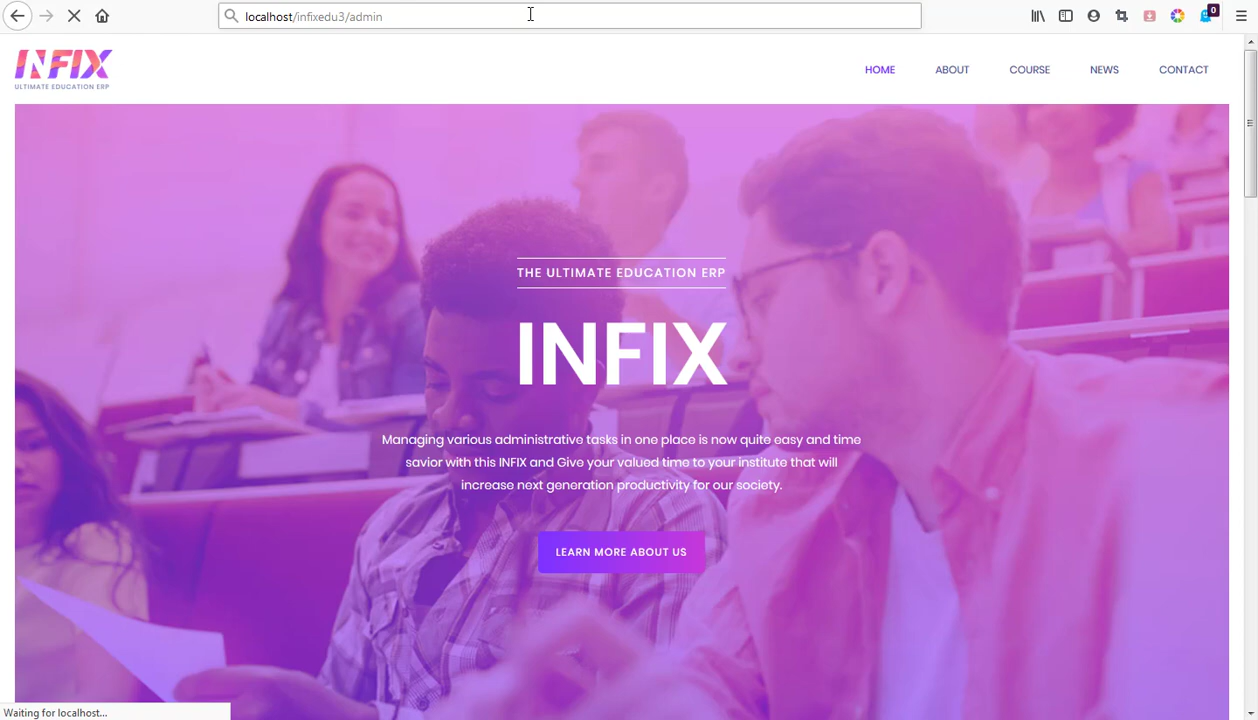 localhost/infixedu3/admin
0
INFIX
ULTIMATE EDUCATION ERP
HOME
ABOUT
COURSE
NEWS
CONTACT
THE ULTIMATE EDUCATION ERP
INFIX
Managing various administrative tasks in one place is now quite easy and time
savior with this INFIX and Give your valued time to your institute that will
increase next generation productivity for our society.
LEARN MORE ABOUT US
Waiting for localhost...